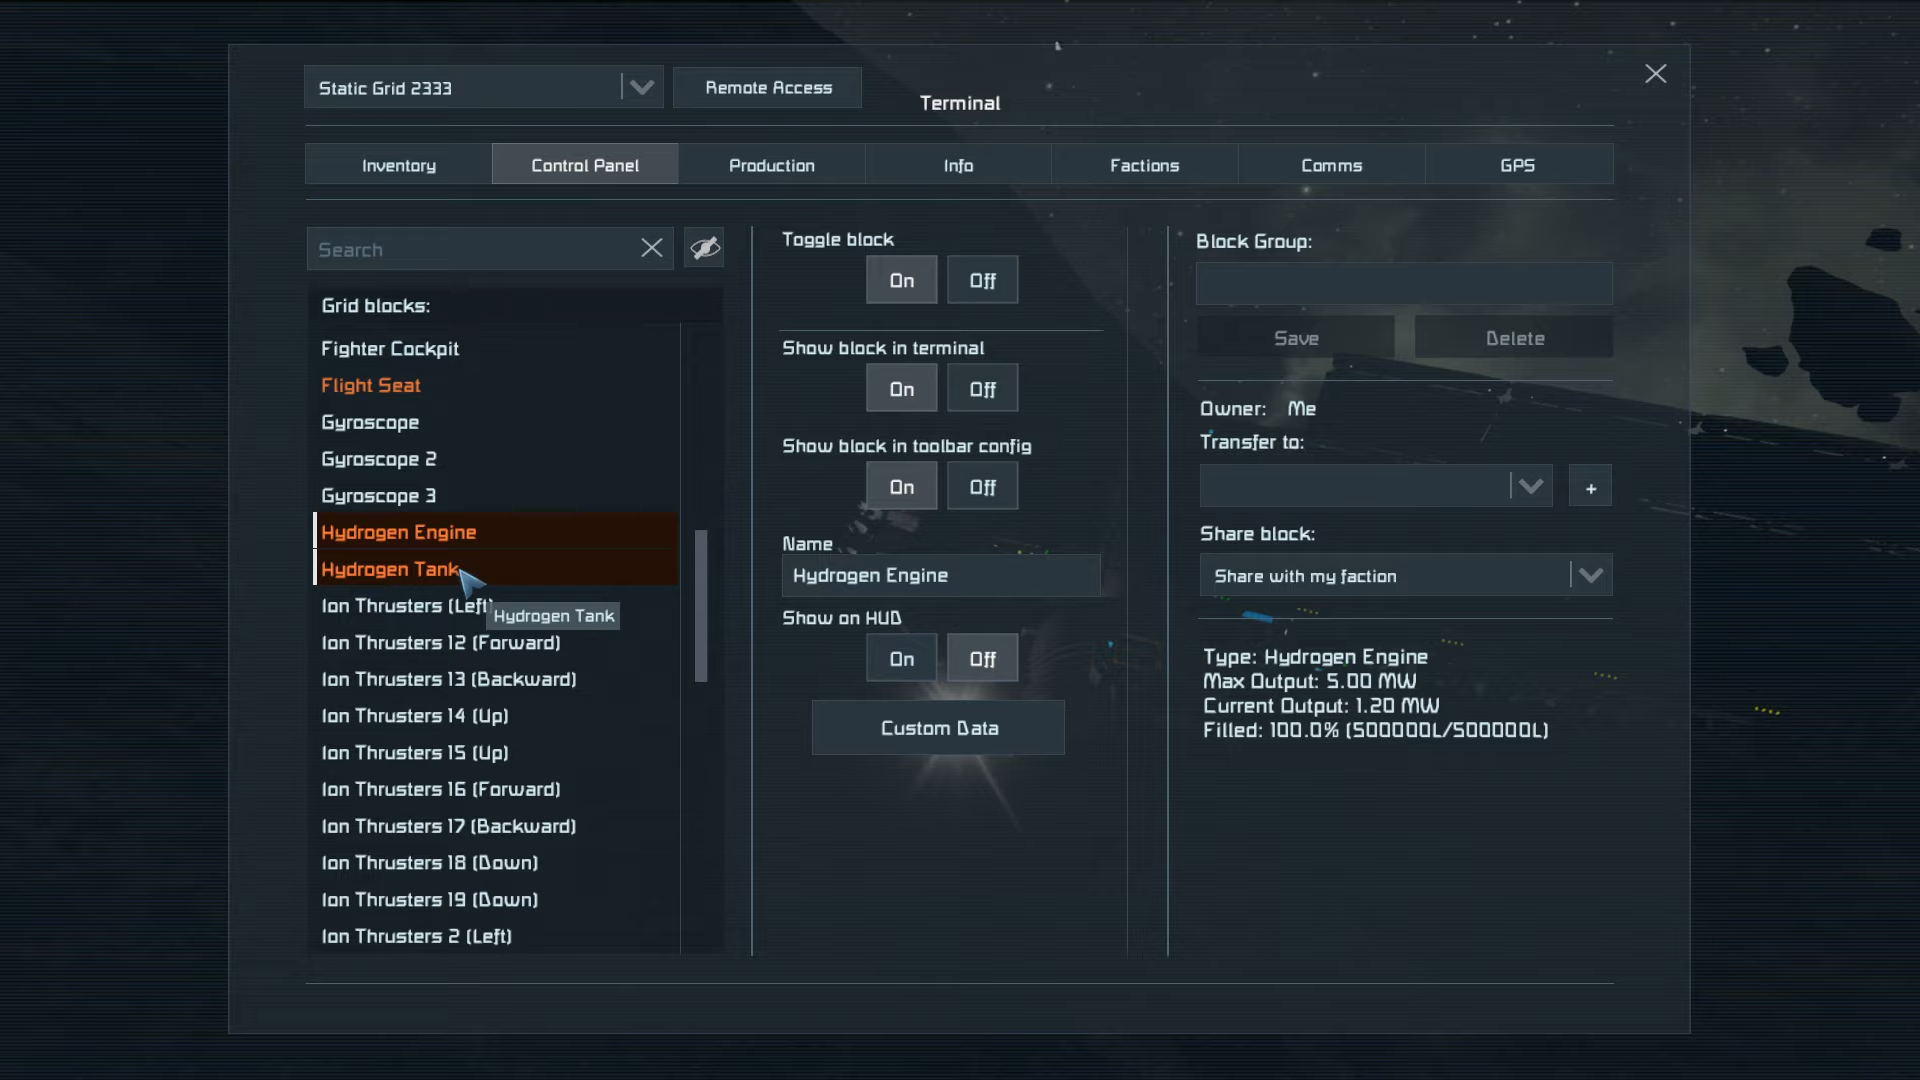 Static Grid 2333
Remote Access
Terminal
Inventory
Control Panel
Production
Info
Factions
Comms
GPS
Search
Grid blocks:
Fighter Cockpit
Flight Seat
Gyroscope
Gyroscope 2
Gyroscope 3
Hydrogen Engine
Hydrogen Tank
Ion Thrusters (Left)
Hydrogen Tank
Ion Thrusters 12 (Forward)
Ion Thrusters 13 (Backward)
Ion Thrusters 14 (Up)
Ion Thrusters 15 (Up)
Ion Thrusters 16 (Forward)
Ion Thrusters 17 (Backward)
Ion Thrusters 18 (Down)
Ion Thrusters 19 (Down)
Ion Thrusters 2 (Left)
Toggle block
On Off
Show block in terminal
On Off
Show block in toolbar config
On Off
Name
Hydrogen Engine
Show on HUD
On Off
Custom Data
Block Group:
Save Delete
Owner: Me
Transfer to:
+
Share block:
Share with my faction
Type: Hydrogen Engine
Max Output: 5.00 MW
Current Output: 1.20 MW
Filled: 100.0% (500000L/500000L)